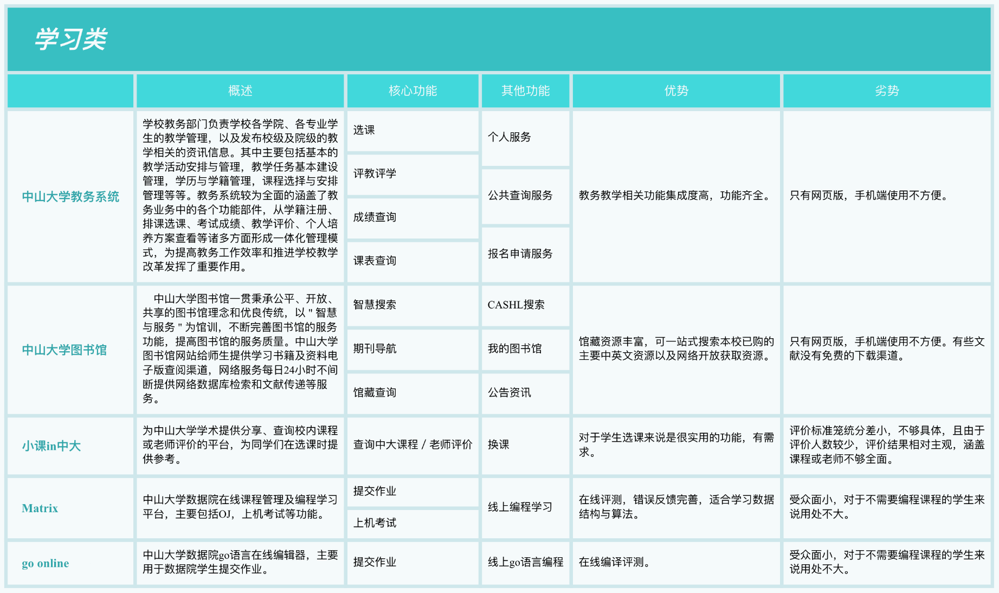 学习类
概述
核心功能
其他功能
优势
劣势
中山大学教务系统
学校教务部门负责学校各学院、各专业学
生的教学管理，以及发布校级及院级的教
学相关的资讯信息。其中主要包括基本的
教学活动安排与管理，教学任务基本建设
管理，学历与学籍管理，课程选择与安排
管理等等。教务系统较为全面的涵盖了教
务业务中的各个功能部件，从学籍注册、
排课选课、考试成绩、教学评价、个人培
养方案查看等诸多方面形成一体化管理模
式，为提高教务工作效率和推进学校教学
改革发挥了重要作用。
选课
评教评学
成绩查询
课表查询
个人服务
公共查询服务
报名申请服务
教务教学相关功能集成度高，功能齐全。
只有网页版，手机端使用不方便。
中山大学图书馆
中山大学图书馆一贯秉承公平、开放、
共享的图书馆理念和优良传统，以＂智慧
与服务＂为馆训，不断完善图书馆的服务
功能，提高图书馆的服务质量。中山大学
图书馆网站给师生提供学习书籍及资料电
子版查阅渠道，网络服务每日24小时不间
断提供网络数据库检索和文献传递等服
务。
智慧搜索
期刊导航
馆藏查询
CASHL搜索
我的图书馆
公告资讯
馆藏资源丰富，可一站式搜索本校已购的
主要中英文资源以及网络开放获取资源。
只有网页版，手机端使用不方便。有些文
献没有免费的下载渠道。
小课in中大
为中山大学学术提供分享、查询校内课程
或老师评价的平台，为同学们在选课时提
供参考。
查询中大课程／老师评价
换课
对于学生选课来说是很实用的功能，有需
求。
评价标准笼统分差小，不够具体，且由于
评价人数较少，评价结果相对主观，涵盖
课程或老师不够全面。
Matrix
中山大学数据院在线课程管理及编程学习
平台，主要包括OJ，上机考试等功能。
提交作业
上机考试
线上编程学习
在线评测，错误反馈完善，适合学习数据
结构与算法。
受众面小，对于不需要编程课程的学生来
说用处不大。
go online
中山大学数据院go语言在线编辑器，主要
用于数据院学生提交作业。
提交作业
线上go语言编程
在线编译评测。
受众面小，对于不需要编程课程的学生来
说用处不大。